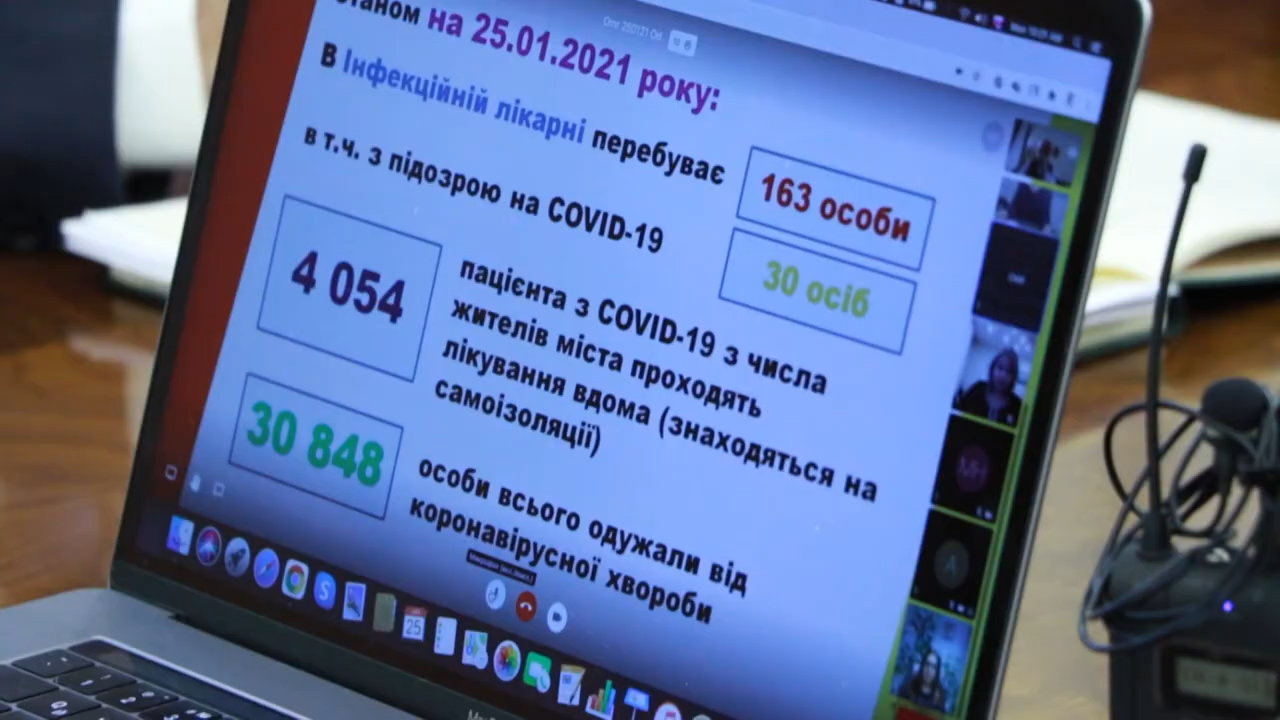 станом на 25.01.2021 року:
В Інфекційній лікарні перебуває
163 особи
в т.ч. з підозрою на COVID-19
30 осіб
4 054
пацієнта з COVID-19 з числа
жителів міста проходять
лікування вдома (знаходяться на
самоізоляції)
30 848
особи всього одужали від
коронавірусної хвороби
25